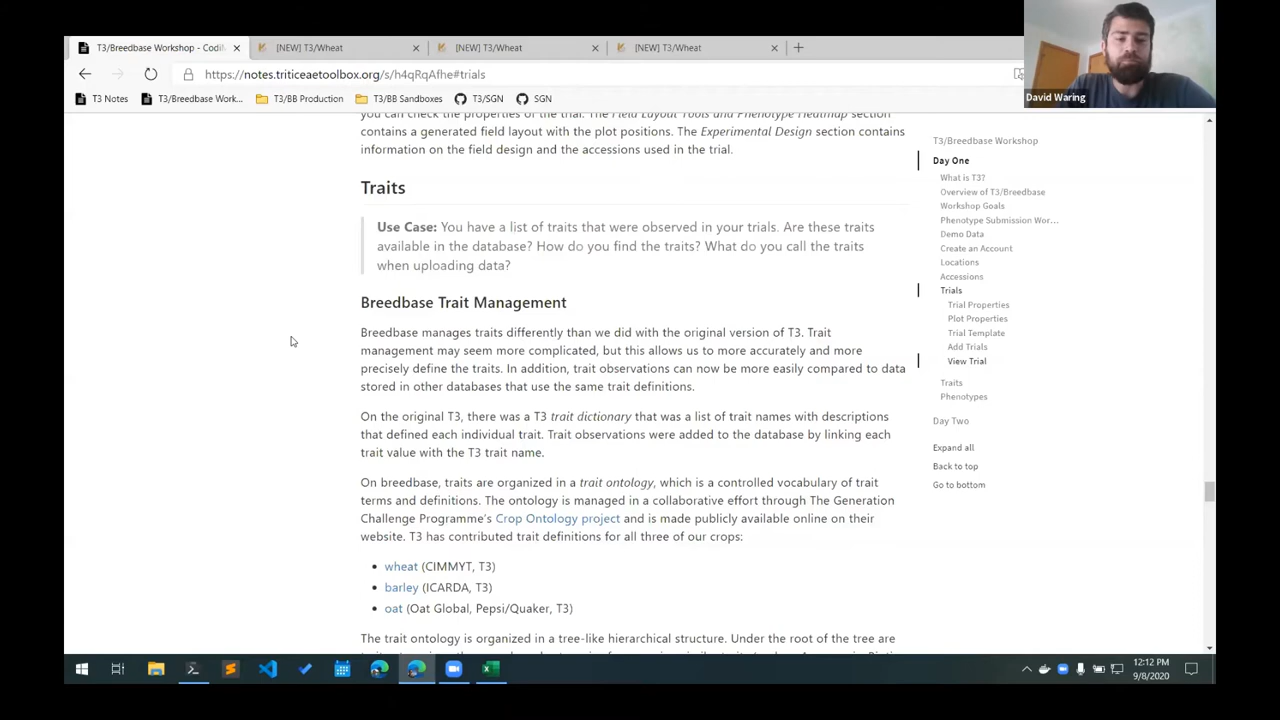 T3/Breedbase Workshop - CodiM
[NEW] T3/Wheat
[NEW] T3/Wheat
[NEW] T3/Wheat
https://notes.triticeaetoolbox.org/s/h4qRqAfhe#trials
T3 Notes
T3/Breedbase Work...
T3/BB Production
T3/BB Sandboxes
T3/SGN
SGN
David Waring
you can check the properties of the trial. The Field Layout Tools and Phenotype Heatmap section
contains a generated field layout with the plot positions. The Experimental Design section contains
information on the field design and the accessions used in the trial.
Traits
Use Case: You have a list of traits that were observed in your trials. Are these traits
available in the database? How do you find the traits? What do you call the traits
when uploading data?
Breedbase Trait Management
Breedbase manages traits differently than we did with the original version of T3. Trait
management may seem more complicated, but this allows us to more accurately and more
precisely define the traits. In addition, trait observations can now be more easily compared to data
stored in other databases that use the same trait definitions.
On the original T3, there was a T3 trait dictionary that was a list of trait names with descriptions
that defined each individual trait. Trait observations were added to the database by linking each
trait value with the T3 trait name.
On breedbase, traits are organized in a trait ontology, which is a controlled vocabulary of trait
terms and definitions. The ontology is managed in a collaborative effort through The Generation
Challenge Programme's Crop Ontology project and is made publicly available online on their
website. T3 has contributed trait definitions for all three of our crops:
• wheat (CIMMYT, T3)
• barley (ICARDA, T3)
• oat (Oat Global, Pepsi/Quaker, T3)
The trait ontology is organized in a tree-like hierarchical structure. Under the root of the tree are
T3/Breedbase Workshop
Day One
What is T3?
Overview of T3/Breedbase
Workshop Goals
Phenotype Submission Wor...
Demo Data
Create an Account
Locations
Accessions
Trials
Trial Properties
Plot Properties
Trial Template
Add Trials
View Trial
Traits
Phenotypes
Day Two
Expand all
Back to top
Go to bottom
12:12 PM
9/8/2020